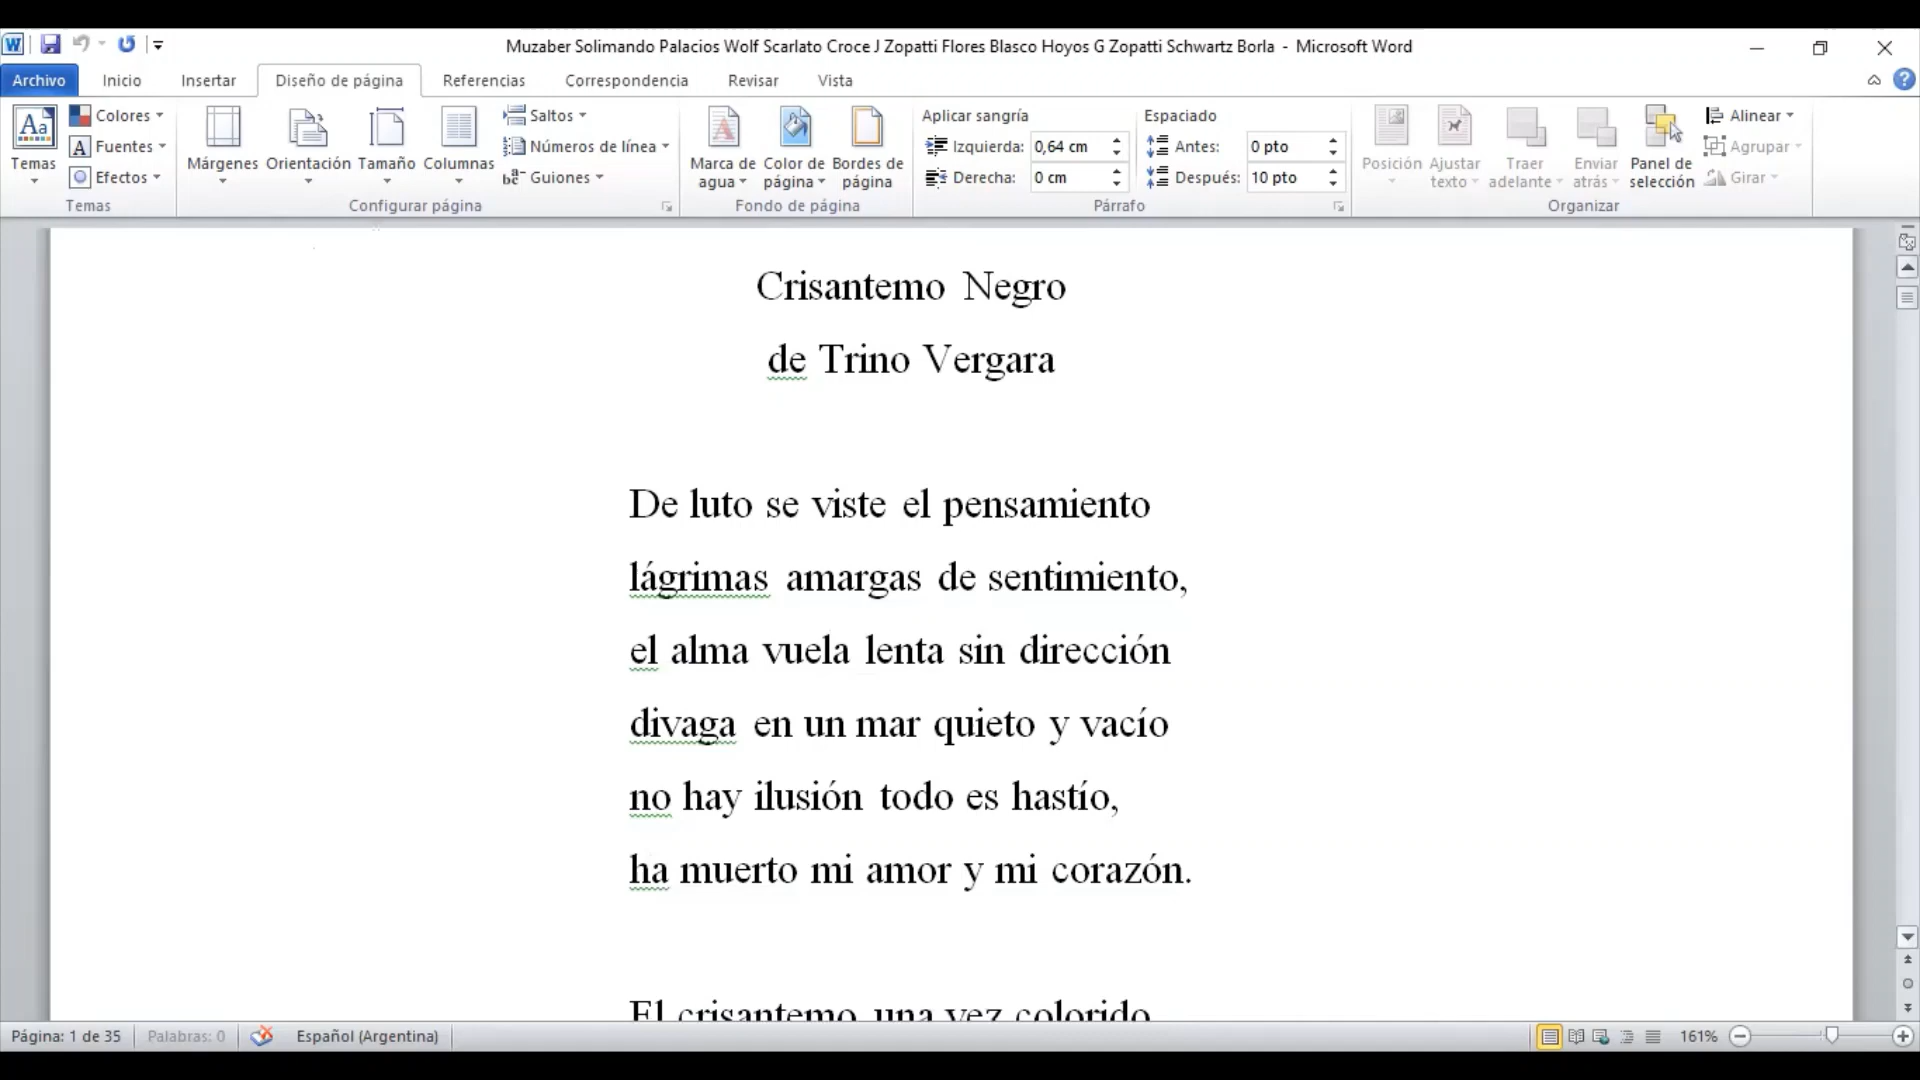 Muzaber Solimando Palacios Wolf Scarlato Croce J Zopatti Flores Blasco Hoyos G Zopatti Schwartz Borla - Microsoft Word
Archivo Inicio Insertar Diseño de página Referencias Correspondencia Revisar Vista
Temas
Colores
Fuentes
Efectos
Temas
Márgenes Orientación Tamaño Columnas
Saltos
Números de línea
Guiones
Configurar página
Marca de agua
Color de página
Bordes de página
Fondo de página
Aplicar sangría
Izquierda: 0,64 cm
Derecha: 0 cm
Espaciado
Antes: 0 pto
Después: 10 pto
Párrafo
Posición
Ajustar texto
Traer adelante
Enviar atrás
Panel de selección
Alinear
Agrupar
Girar
Organizar
Crisantemo Negro
de Trino Vergara
De luto se viste el pensamiento
lágrimas amargas de sentimiento,
el alma vuela lenta sin dirección
divaga en un mar quieto y vacío
no hay ilusión todo es hastío,
ha muerto mi amor y mi corazón.
El crisantemo una vez colorido
Página: 1 de 35 Palabras: 0 Español (Argentina) 161%